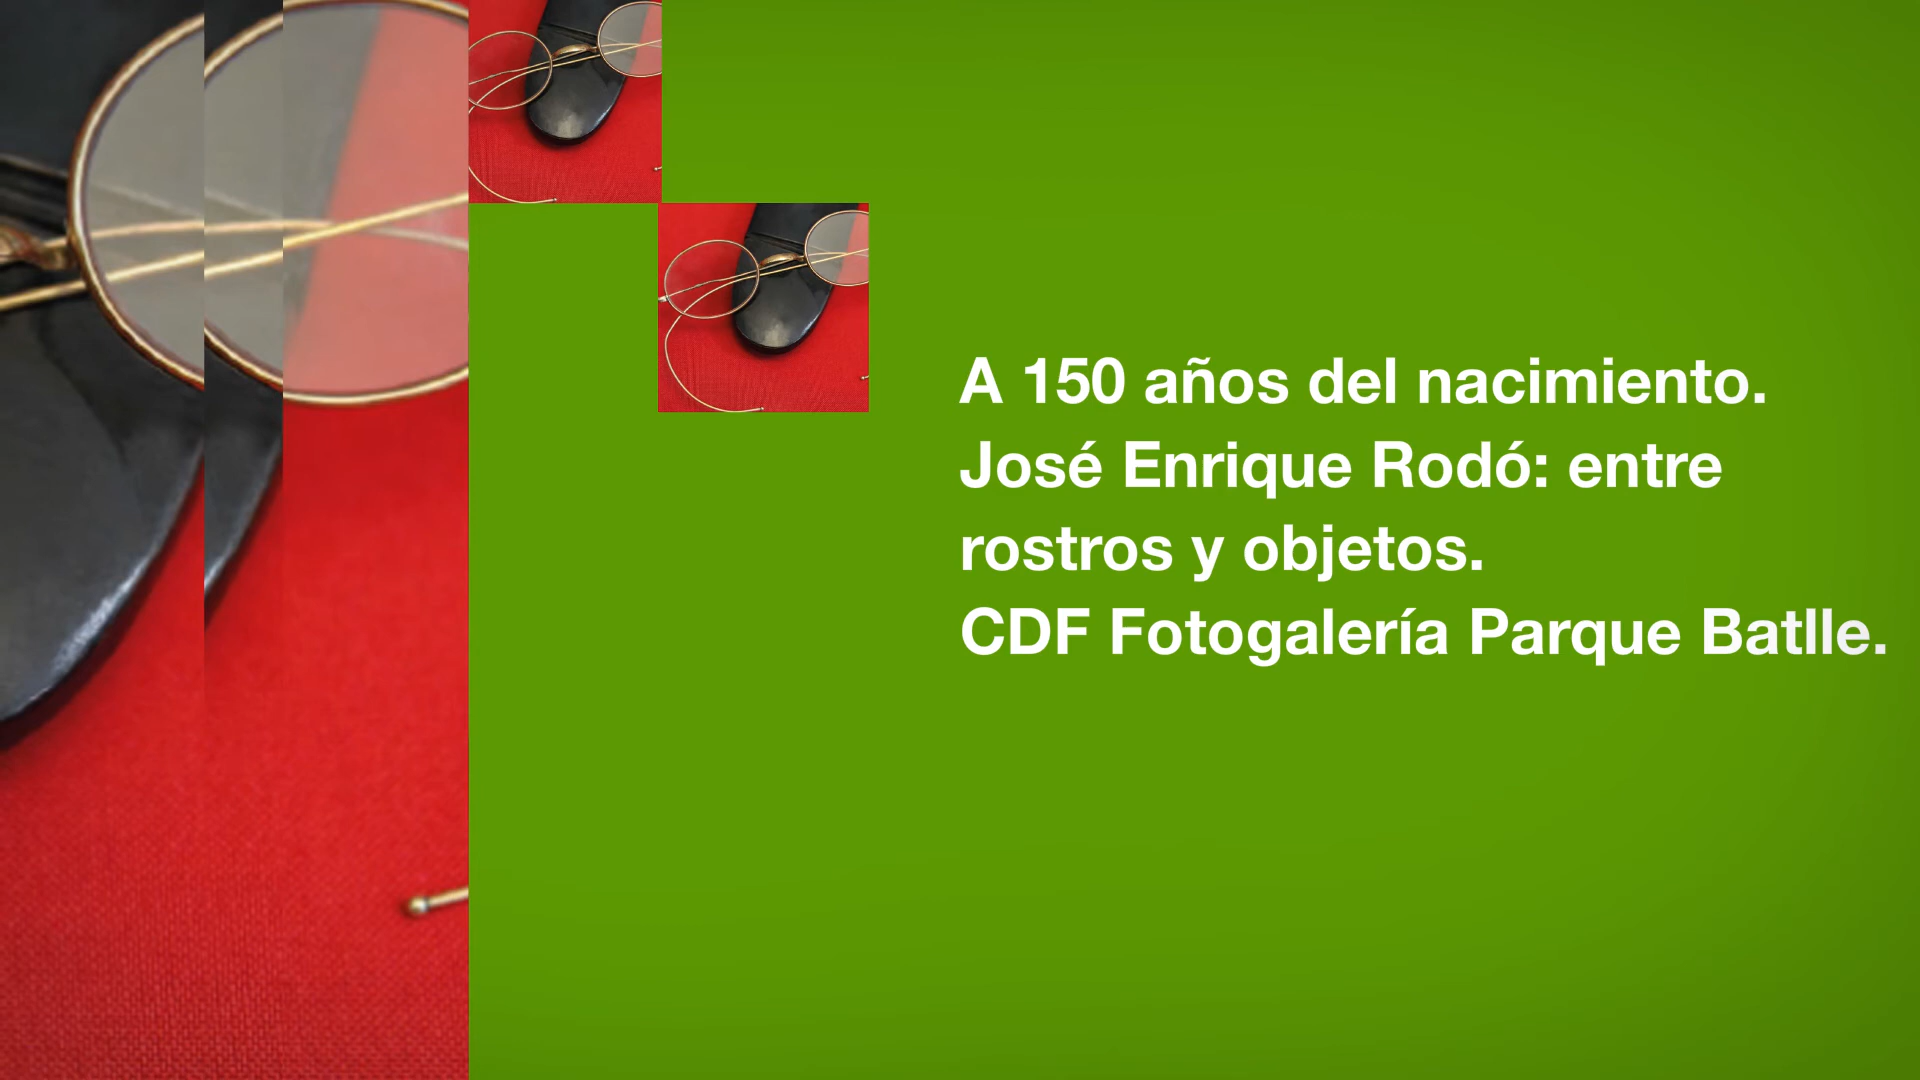 A 150 años del nacimiento.
José Enrique Rodó: entre
rostros y objetos.
CDF Fotogalería Parque Batlle.